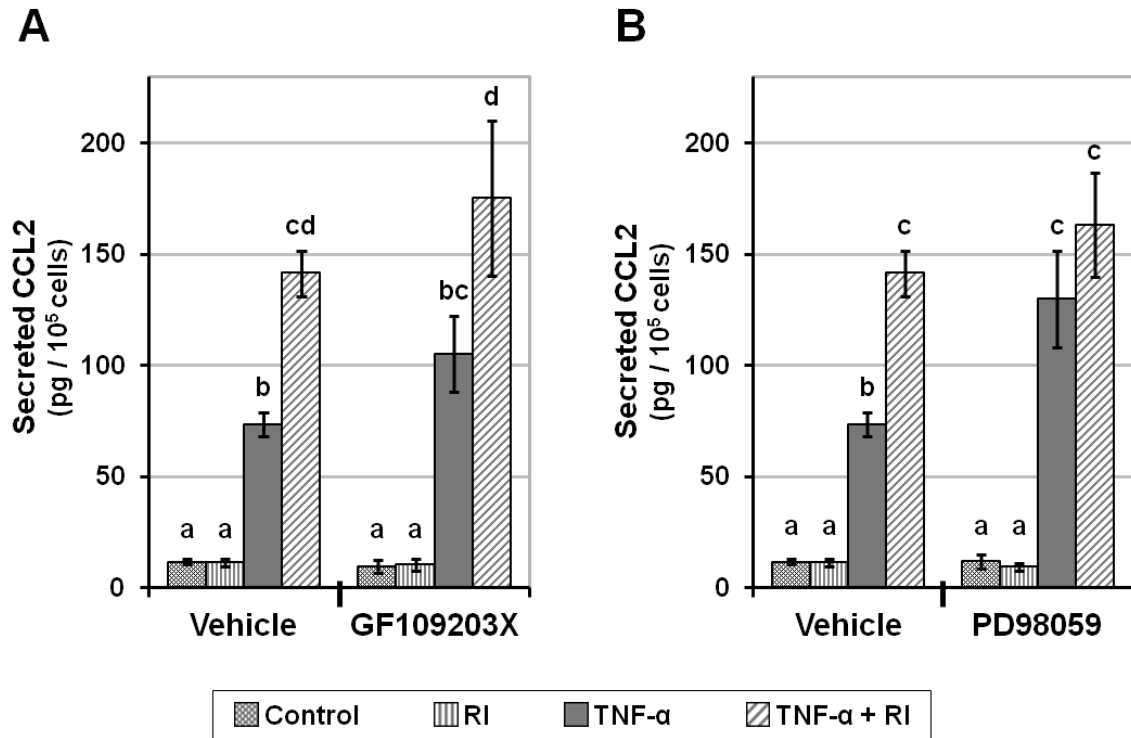 A
Secreted CCL2
(pg / 10⁵ cells)
200
150
100
50
0
a
a
b
cd
a
a
bc
d
Vehicle
GF109203X
B
Secreted CCL2
(pg / 10⁵ cells)
200
150
100
50
0
a
a
b
c
a
a
c
c
Vehicle
PD98059
Control
RI
TNF-α
TNF-α + RI